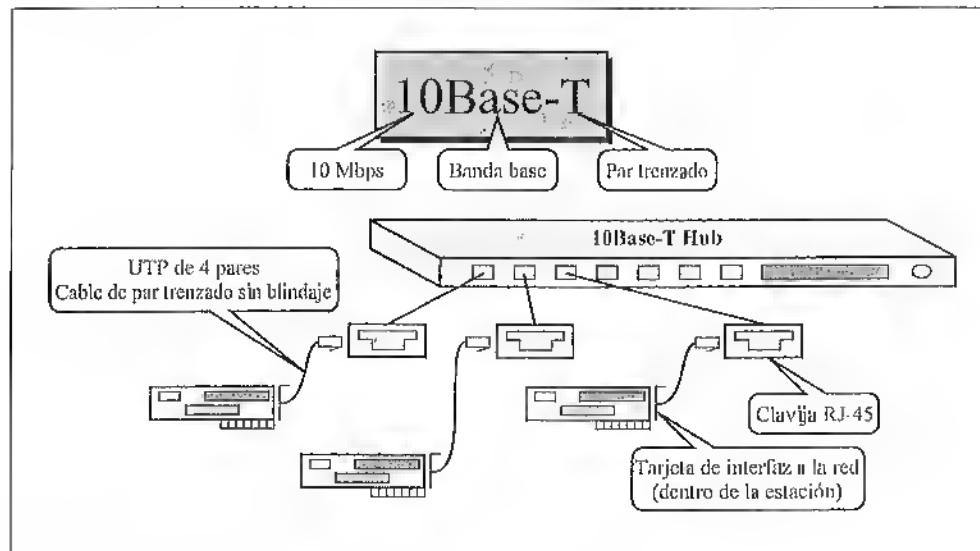 10Base-T
10 Mbps
Banda base
Par trenzado
10Base-T Hub
UTP de 4 pares
Cable de par trenzado sin blindaje
Clavija RJ-45
Tarjeta de interfaz a la red
(dentro de la estación)